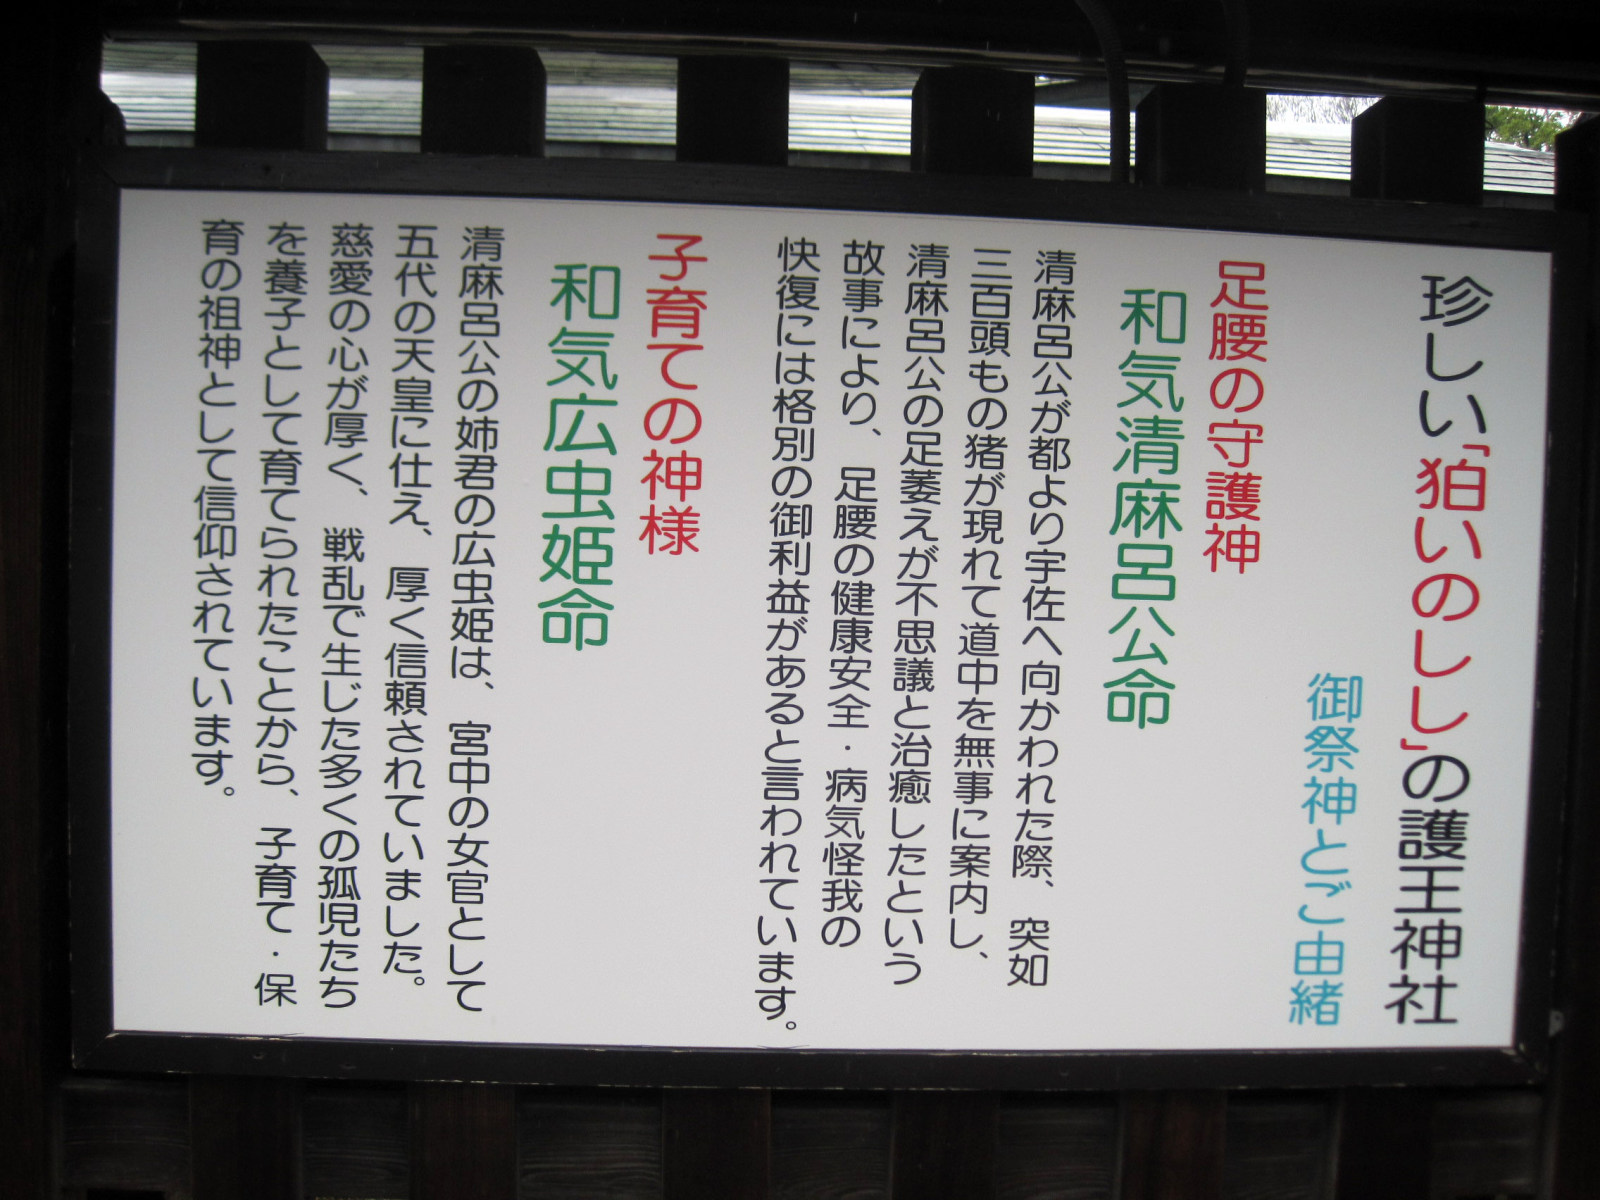 珍しい「狛いのしし」の護王神社
御祭神とご由緒
足腰の守護神
和気清麻呂公命
清麻呂公が都より宇佐へ向かわれた際、突如
三百頭もの猪が現れて道中を無事に案内し、
清麻呂公の足萎えが不思議と治癒したという
故事により、足腰の健康安全・病気怪我の
快復には格別の御利益があると言われています。
子育ての神様
和気広虫姫命
清麻呂公の姉君の広虫姫は、宮中の女官として
五代の天皇に仕え、厚く信頼されていました。
慈愛の心が厚く、戦乱で生じた多くの孤児たち
を養子として育てられたことから、子育て・保
育の祖神として信仰されています。